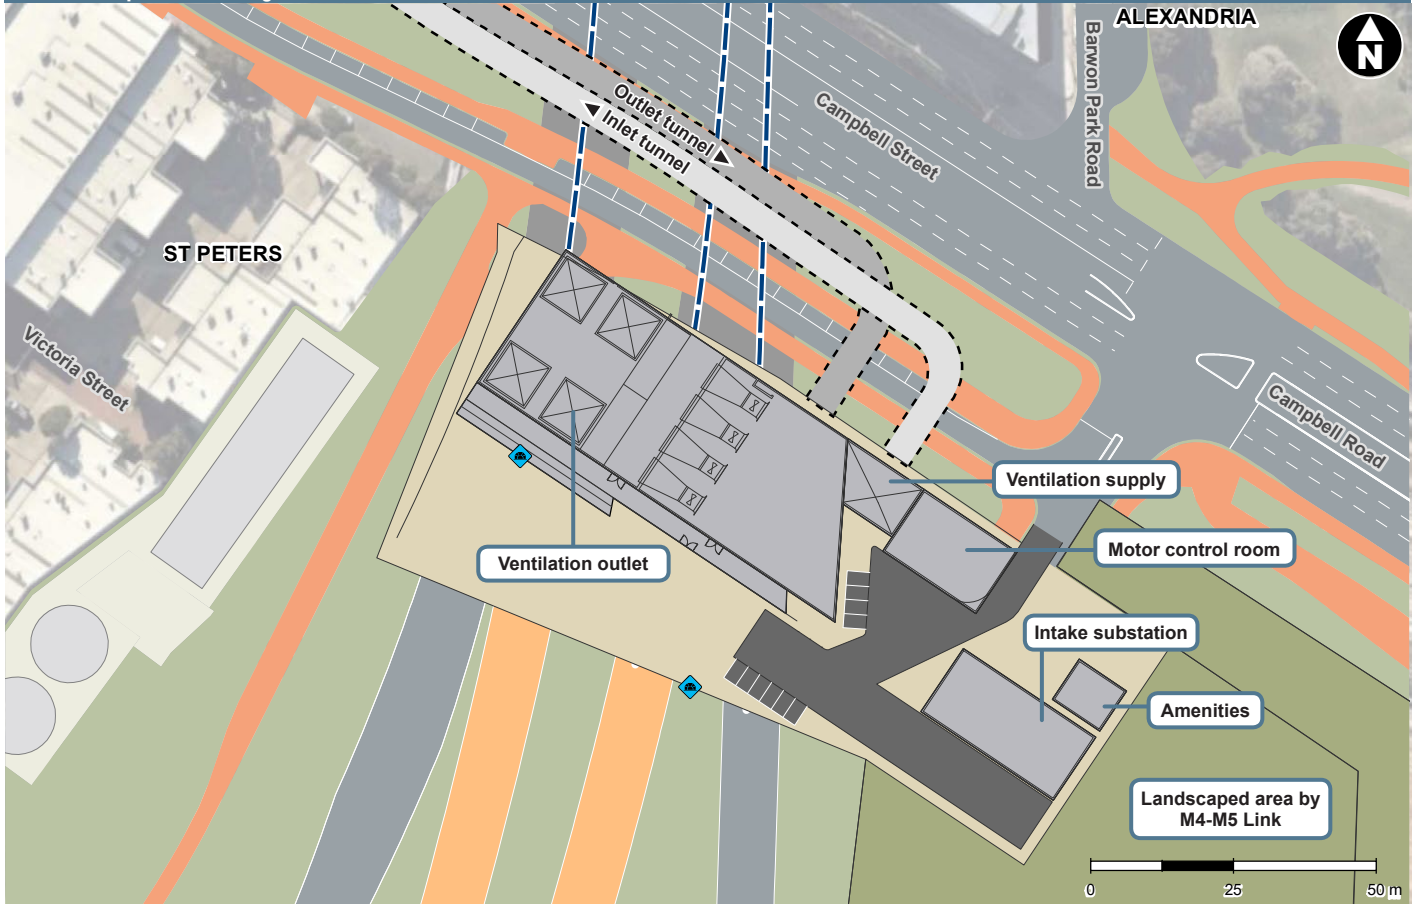 ALEXANDRIA
N
Barwon Park Road
Campbell Street
Outlet tunnel
Inlet tunnel
ST PETERS
Victoria Street
Campbell Road
Ventilation supply
Motor control room
Ventilation outlet
Intake substation
Amenities
Landscaped area by
M4-M5 Link
0 25 50 m